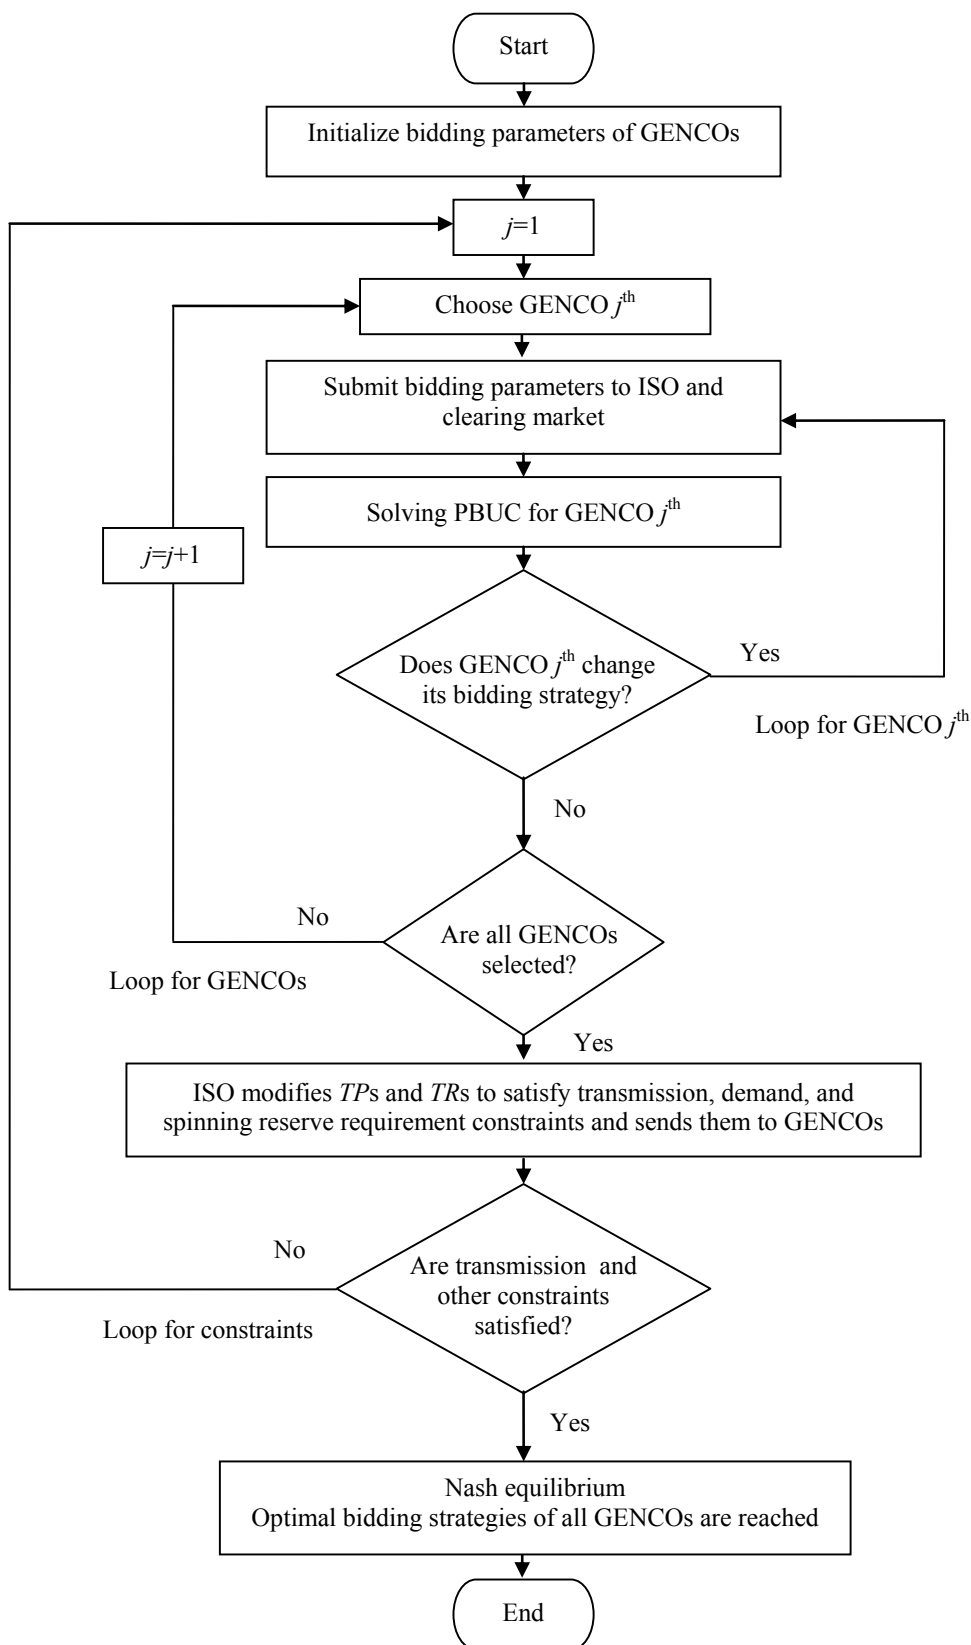 Start
Initialize bidding parameters of GENCOs
j=1
Choose GENCO jth
Submit bidding parameters to ISO and
clearing market
Solving PBUC for GENCO jth
j=j+1
Does GENCO jth change
its bidding strategy?
Yes
Loop for GENCO jth
No
Are all GENCOs
selected?
No
Loop for GENCOs
Yes
ISO modifies TPs and TRs to satisfy transmission, demand, and
spinning reserve requirement constraints and sends them to GENCOs
No
Are transmission and
other constraints
satisfied?
Loop for constraints
Yes
Nash equilibrium
Optimal bidding strategies of all GENCOs are reached
End